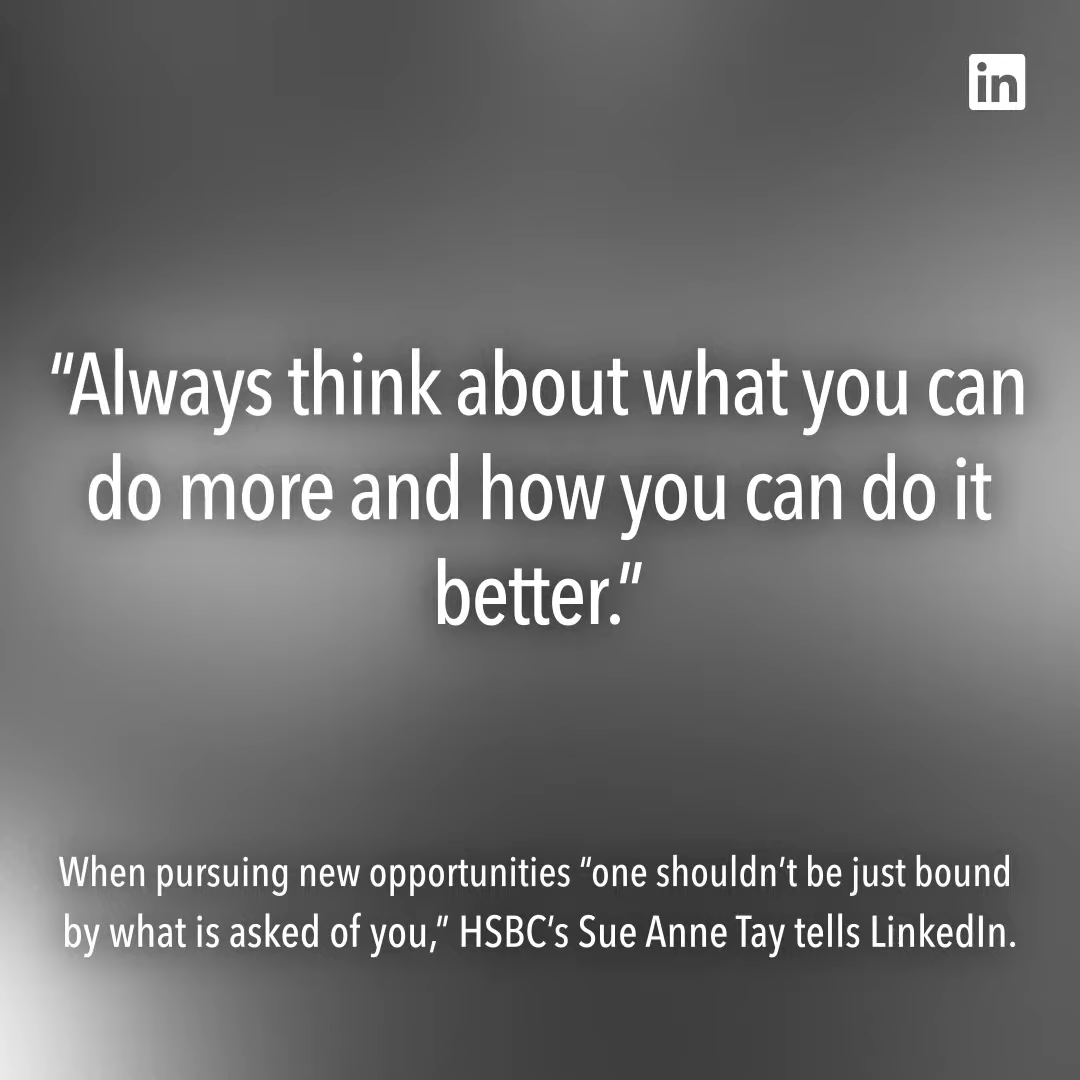 in
“Always think about what you can
do more and how you can do it
better.”
When pursuing new opportunities “one shouldn’t be just bound
by what is asked of you,” HSBC’s Sue Anne Tay tells LinkedIn.